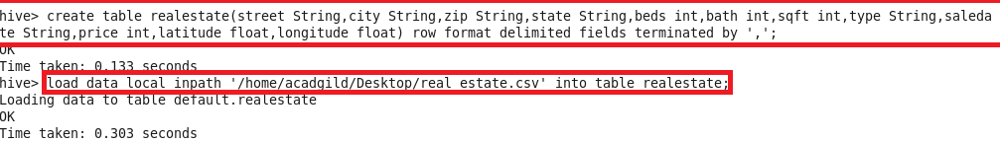 hive> create table realestate(street String,city String,zip String,state String,beds int,bath int,sqft int,type String,saleda
te String,price int,latitude float,longitude float) row format delimited fields terminated by ',';
OK
Time taken: 0.133 seconds
hive> load data local inpath '/home/acadgild/Desktop/real estate.csv' into table realestate;
Loading data to table default.realestate
OK
Time taken: 0.303 seconds